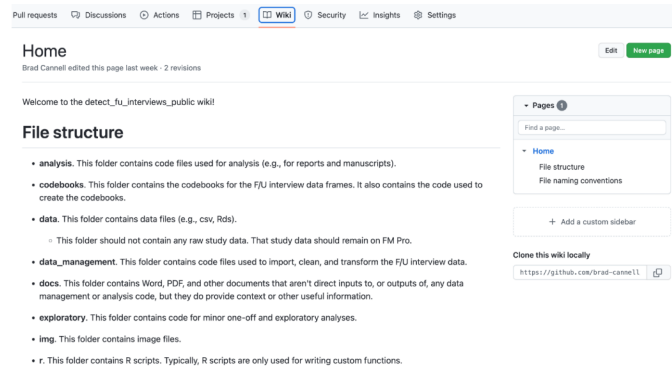 Pull requests Discussions Actions Projects 1 Wiki Security Insights Settings
Home
Edit New page
Brad Cannell edited this page last week · 2 revisions
Welcome to the detect_fu_interviews_public wiki!
File structure
• analysis. This folder contains code files used for analysis (e.g., for reports and manuscripts).
• codebooks. This folder contains the codebooks for the F/U interview data frames. It also contains the code used to
create the codebooks.
• data. This folder contains data files (e.g., csv, Rds).
◦ This folder should not contain any raw study data. That study data should remain on FM Pro.
• data_management. This folder contains code files used to import, clean, and transform the F/U interview data.
• docs. This folder contains Word, PDF, and other documents that aren't direct inputs to, or outputs of, any data
management or analysis code, but they do provide context or other useful information.
• exploratory. This folder contains code for minor one-off and exploratory analyses.
• img. This folder contains image files.
• r. This folder contains R scripts. Typically, R scripts are only used for writing custom functions.
Pages 1
Find a page...
Home
File structure
File naming conventions
+ Add a custom sidebar
Clone this wiki locally
https://github.com/brad-cannell